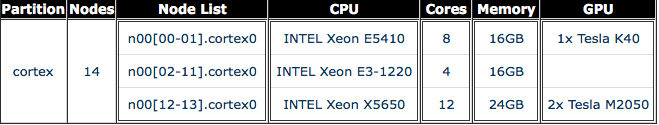 Partition Nodes Node List CPU Cores Memory GPU
n00[00-01].cortex0 INTEL Xeon E5410 8 16GB 1x Tesla K40
cortex 14 n00[02-11].cortex0 INTEL Xeon E3-1220 4 16GB
n00[12-13].cortex0 INTEL Xeon X5650 12 24GB 2x Tesla M2050